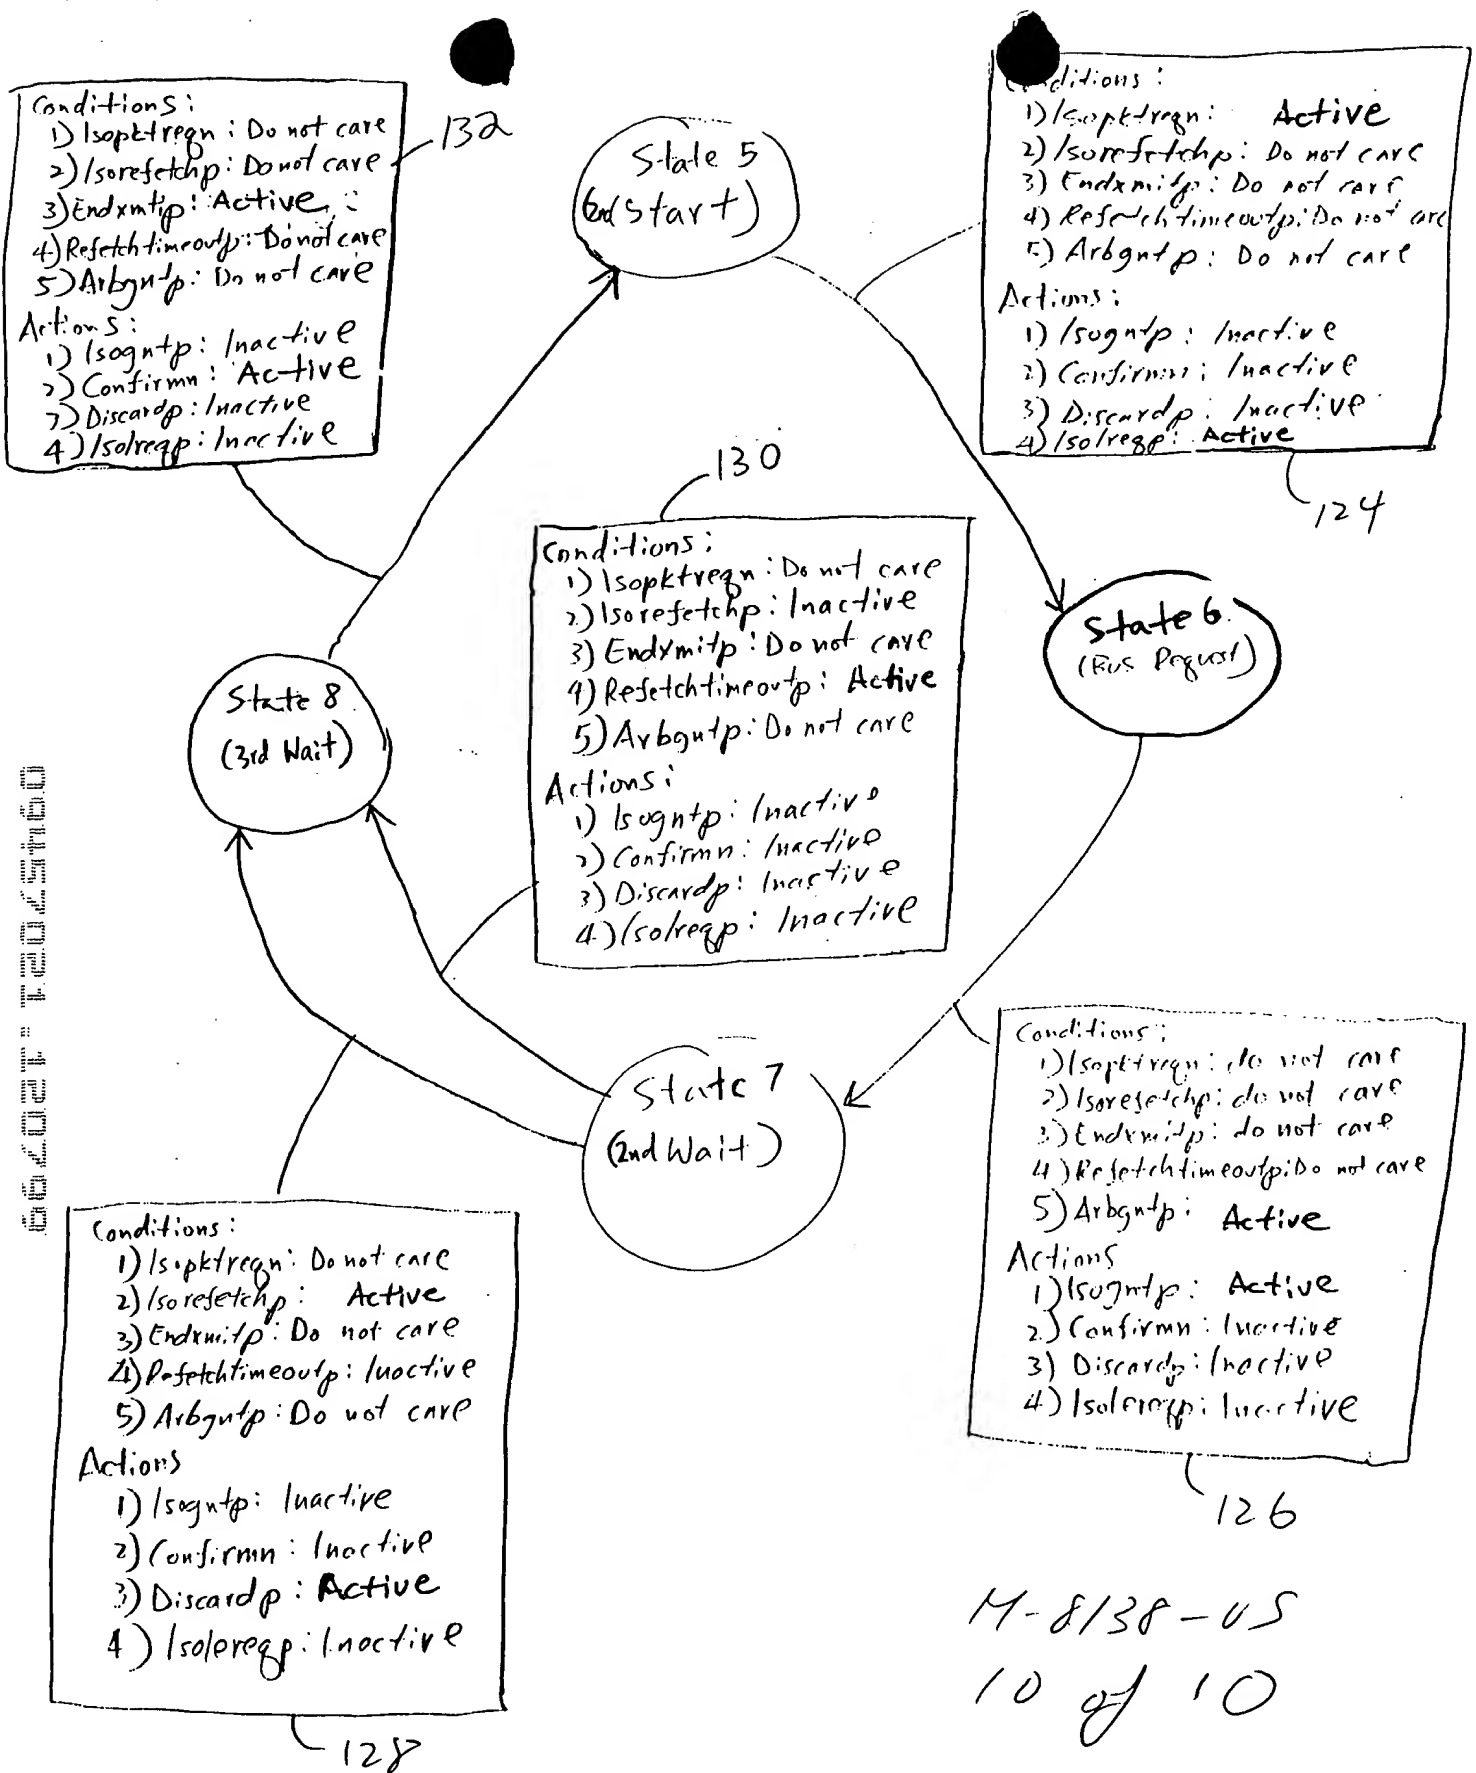 Conditions:
1) Isopktreqn: Do not care
2) Isorefetchp: Do not care
3) Endxmtip: Active
4) Refetchtimeoutp: Do not care
5) Arbgntp: Do not care
Actions:
1) Isogntp: Inactive
2) Confirmn: Active
3) Discardp: Inactive
4) Isolreqp: Inactive
132
State 5
(2nd Start)
ditions:
1) Isopktreqn: Active
2) Isorefetchp: Do not care
3) Endxmitp: Do not care
4) Refetchtimeoutp: Do not care
5) Arbgntp: Do not care
Actions:
1) Isogntp: Inactive
2) Confirmn: Inactive
3) Discardp: Inactive
4) Isolreqp: Active
124
130
Conditions:
1) Isopktreqn: Do not care
2) Isorefetchp: Inactive
3) Endxmitp: Do not care
4) Refetchtimeoutp: Active
5) Arbgntp: Do not care
Actions:
1) Isogntp: Inactive
2) Confirmn: Inactive
3) Discardp: Inactive
4) Isolreqp: Inactive
State 6
(Bus Request)
State 8
(3rd Wait)
State 7
(2nd Wait)
Conditions:
1) Isopktreqn: do not care
2) Isorefetchp: do not care
3) Endxmitp: do not care
4) Refetchtimeoutp: Do not care
5) Arbgntp: Active
Actions
1) Isogntp: Active
2) Confirmn: Inactive
3) Discardp: Inactive
4) Inactive
126
Conditions:
1) Isopktreqn: Do not care
2) Isorefetchp: Active
3) Endxmitp: Do not care
4) Refetchtimeoutp: Inactive
5) Arbgntp: Do not care
Actions
1) Isogntp: Inactive
2) Confirmn: Inactive
3) Discardp: Active
4) Isolereqp: Inactive
128
09457021.120799
M-8138-US
10 of 10